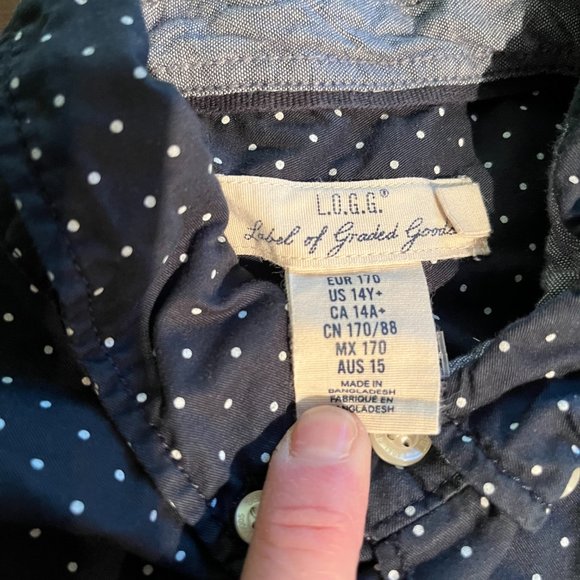 L.O.G.G.®
Label of Graded Goods
EUR 170
US 14Y+
CA 14A+
CN 170/88
MX 170
AUS 15
MADE IN
BANGLADESH
FABRIQUE EN
BANGLADESH